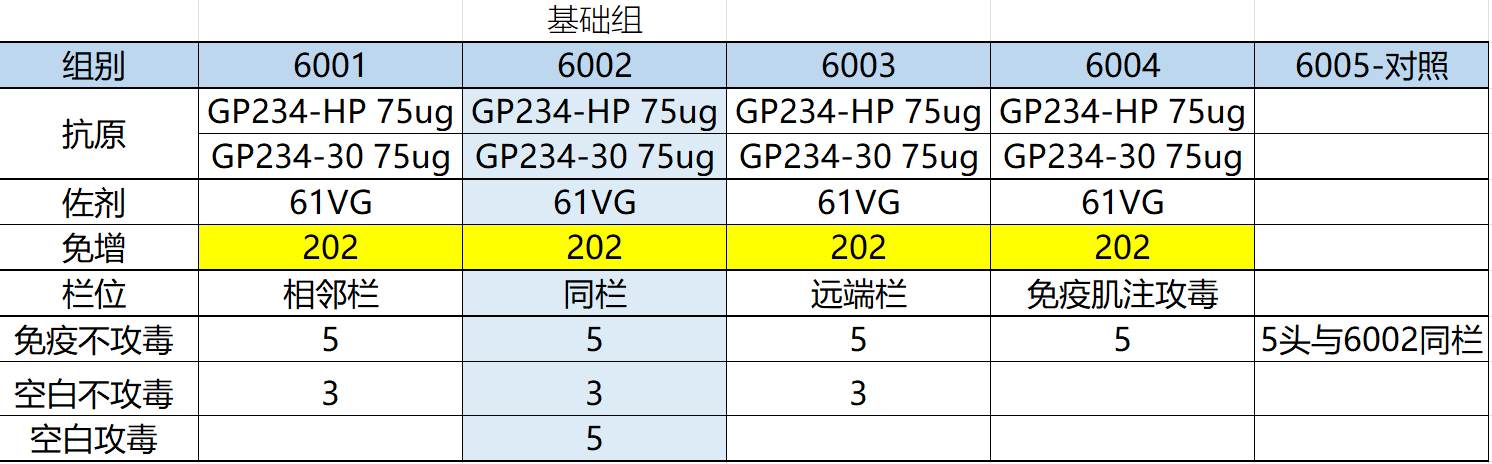 基础组
组别 6001 6002 6003 6004 6005-对照
抗原 GP234-HP 75ug GP234-HP 75ug GP234-HP 75ug GP234-HP 75ug
GP234-30 75ug GP234-30 75ug GP234-30 75ug GP234-30 75ug
佐剂 61VG 61VG 61VG 61VG
免增 202 202 202 202
栏位 相邻栏 同栏 远端栏 免疫肌注攻毒
免疫不攻毒 5 5 5 5 5头与6002同栏
空白不攻毒 3 3 3
空白攻毒 5